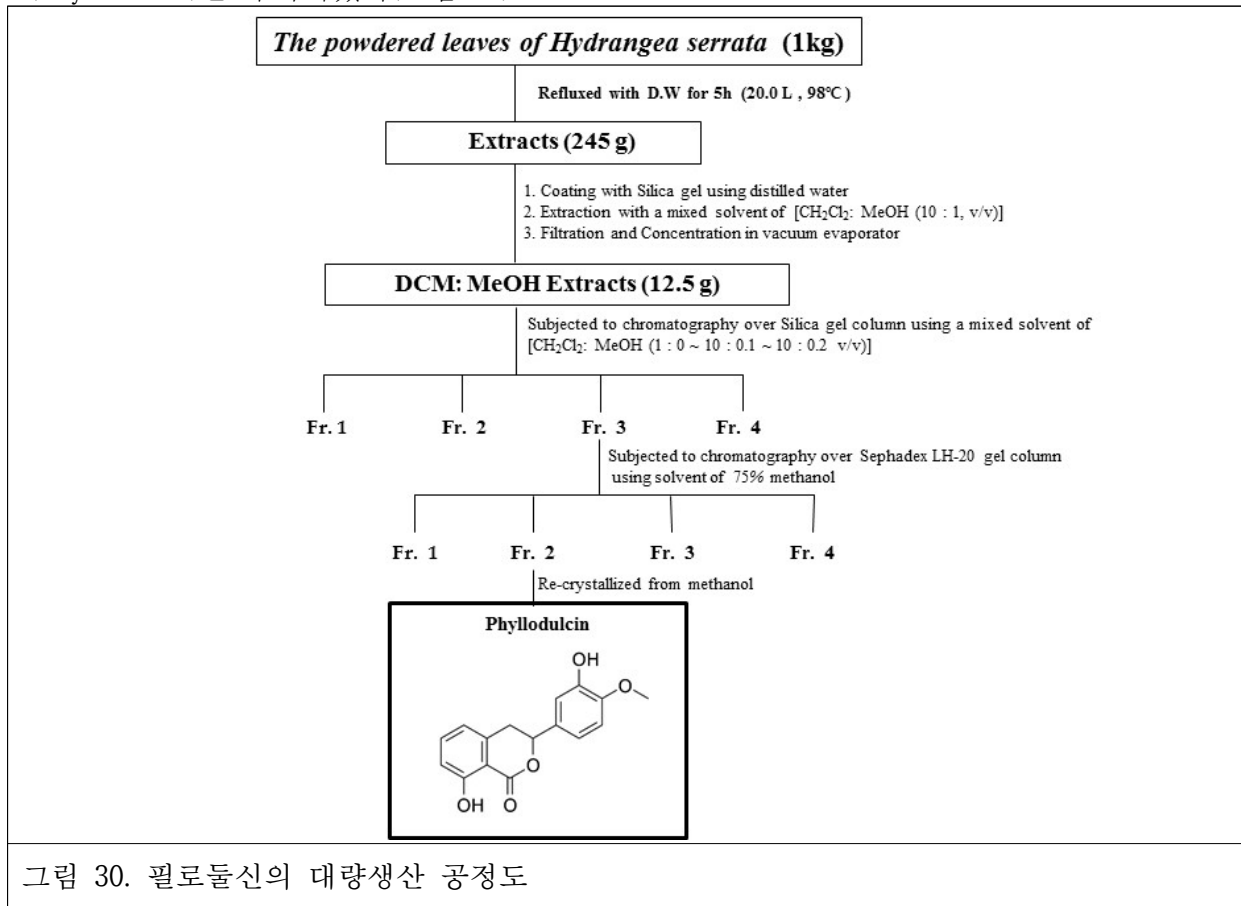 The powdered leaves of Hydrangea serrata (1kg)
Refluxed with D.W for 5h (20.0 L , 98℃)
Extracts (245 g)
1. Coating with Silica gel using distilled water
2. Extraction with a mixed solvent of [CH₂Cl₂: MeOH (10 : 1, v/v)]
3. Filtration and Concentration in vacuum evaporator
DCM: MeOH Extracts (12.5 g)
Subjected to chromatography over Silica gel column using a mixed solvent of
[CH₂Cl₂: MeOH (1 : 0 ~ 10 : 0.1 ~ 10 : 0.2 v/v)]
Fr. 1 Fr. 2 Fr. 3 Fr. 4
Subjected to chromatography over Sephadex LH-20 gel column
using solvent of 75% methanol
Fr. 1 Fr. 2 Fr. 3 Fr. 4
Re-crystallized from methanol
Phyllodulcin
OH
O
O
OH O
그림 30. 필로둘신의 대량생산 공정도